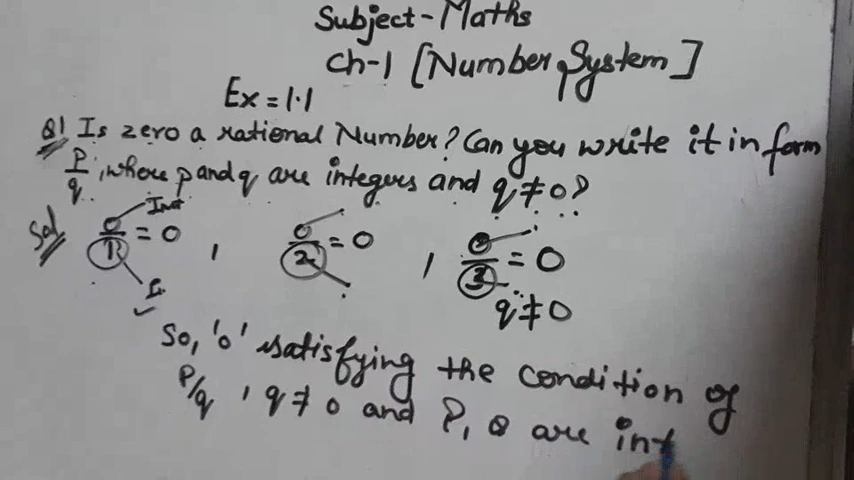 Subject-Maths
Ch-1 [Number System]
Ex = 1.1
Q1 Is zero a rational Number? Can you write it in form
p/q, where p and q are integers and q ≠ 0?
Sol 0/1 = 0, 0/2 = 0, 0/3 = 0
q ≠ 0
So, '0' satisfying the condition of
P/q, q ≠ 0 and P, Q are int